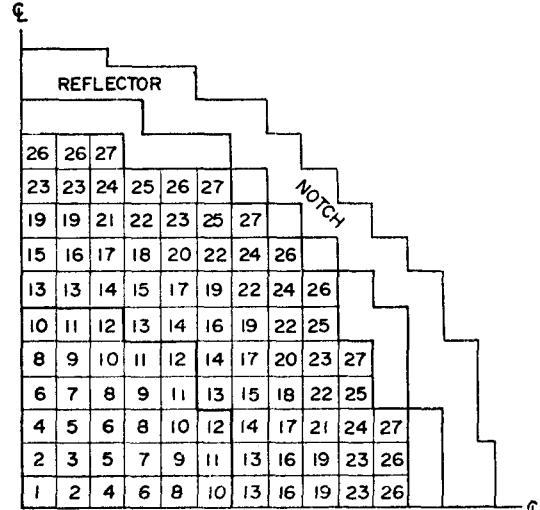 ℄
REFLECTOR
NOTCH
26 26 27
23 23 24 25 26 27
19 19 21 22 23 25 27
15 16 17 18 20 22 24 26
13 13 14 15 17 19 22 24 26
10 11 12 13 14 16 19 22 25
8 9 10 11 12 14 17 20 23 27
6 7 8 9 11 13 15 18 22 25
4 5 6 8 10 12 14 17 21 24 27
2 3 5 7 9 11 13 16 19 23 26
1 2 4 6 8 10 13 16 19 23 26
℄